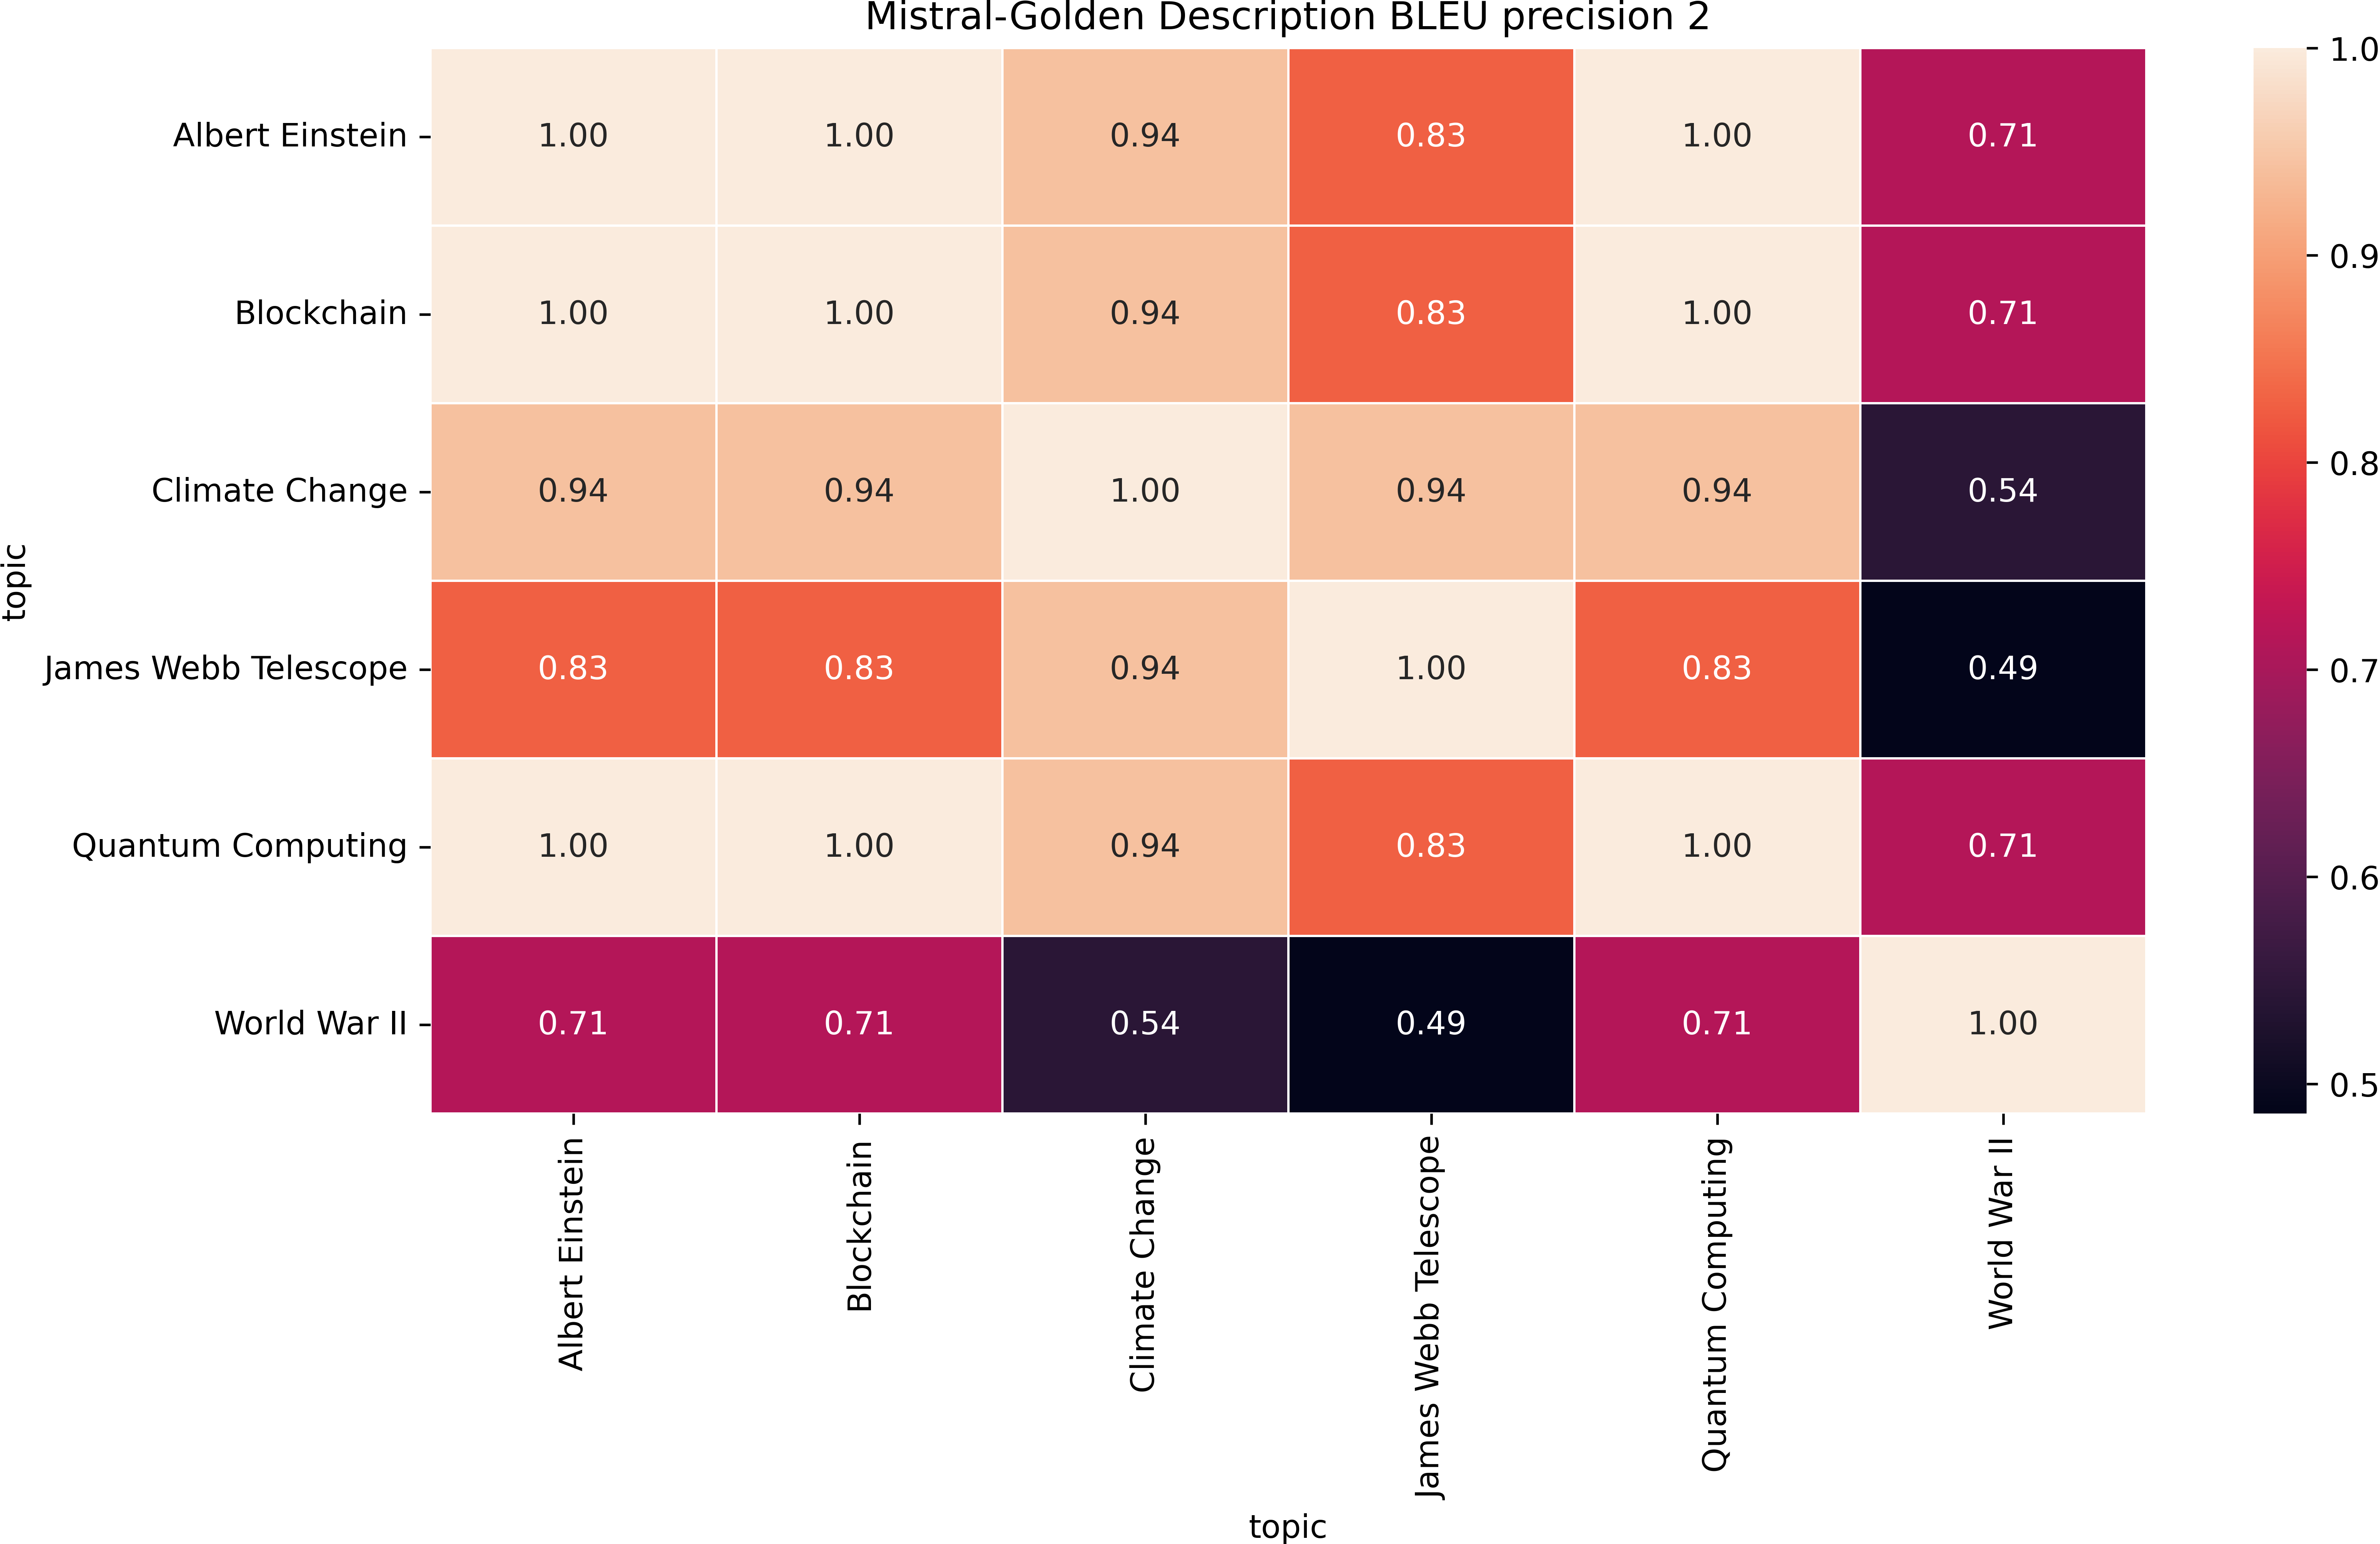 Mistral-Golden Description BLEU precision 2
topic
Albert Einstein 1.00 1.00 0.94 0.83 1.00 0.71
Blockchain 1.00 1.00 0.94 0.83 1.00 0.71
Climate Change 0.94 0.94 1.00 0.94 0.94 0.54
James Webb Telescope 0.83 0.83 0.94 1.00 0.83 0.49
Quantum Computing 1.00 1.00 0.94 0.83 1.00 0.71
World War II 0.71 0.71 0.54 0.49 0.71 1.00
Albert Einstein
Blockchain
Climate Change
James Webb Telescope
Quantum Computing
World War II
topic
1.0
0.9
0.8
0.7
0.6
0.5